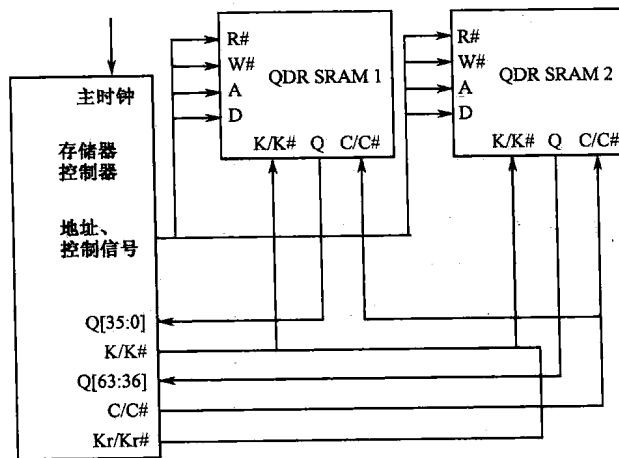 主时钟
存储器
控制器
地址、
控制信号
Q[35:0]
K/K#
Q[63:36]
C/C#
Kr/Kr#
R#
W#
A
D
QDR SRAM 1
K/K# Q C/C#
R#
W#
A
D
QDR SRAM 2
K/K# Q C/C#